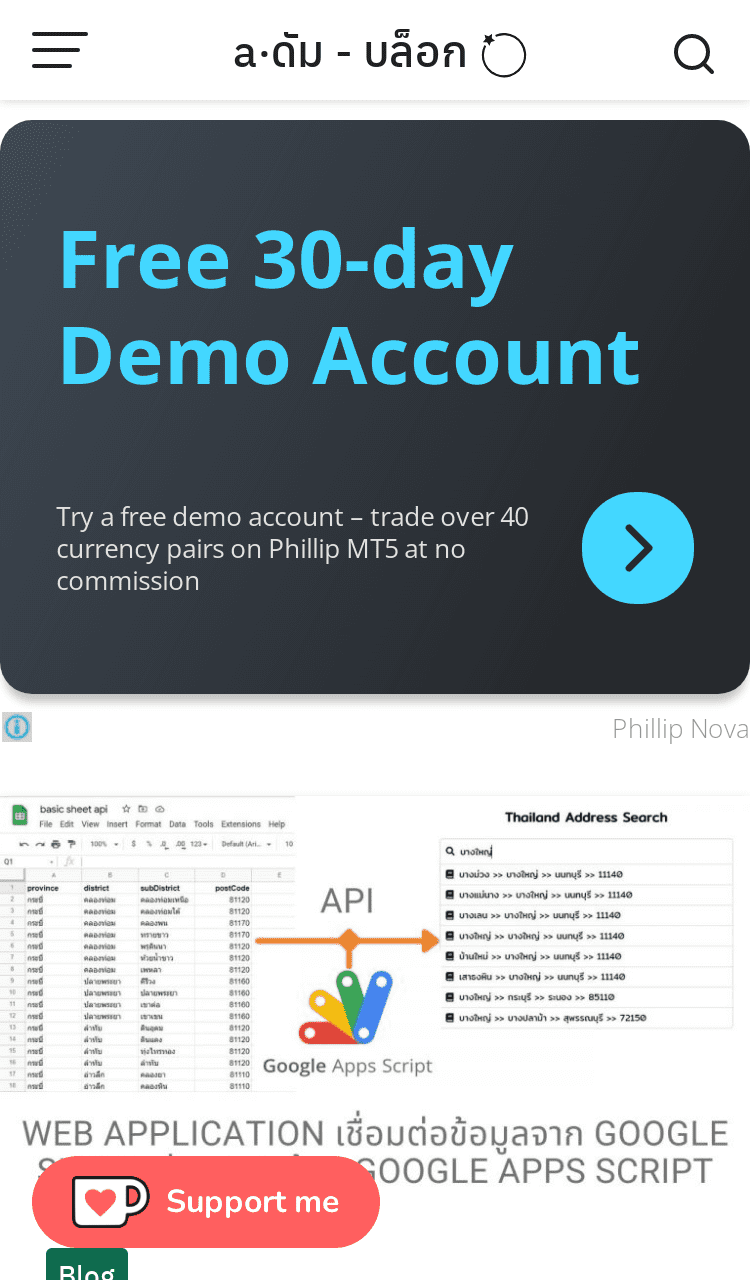 a·ดัม - บล็อก
Free 30-day
Demo Account
Try a free demo account – trade over 40
currency pairs on Phillip MT5 at no
commission
Phillip Nova
basic sheet api
File Edit View Insert Format Data Tools Extensions Help
100% $ % .0 .00 123 Default (Ari... 10
Q1 fx
A B C D E
1 province district subDistrict postCode
2 กระบี่ คลองท่อม คลองท่อมเหนือ 81120
3 กระบี่ คลองท่อม คลองท่อมใต้ 81120
4 กระบี่ คลองท่อม คลองพน 81170
5 กระบี่ คลองท่อม ทรายขาว 81170
6 กระบี่ คลองท่อม พรุดินนา 81120
7 กระบี่ คลองท่อม ห้วยน้ำขาว 81120
8 กระบี่ คลองท่อม เพหลา 81120
9 กระบี่ ปลายพระยา คีรีวง 81160
10 กระบี่ ปลายพระยา ปลายพระยา 81160
11 กระบี่ ปลายพระยา เขาต่อ 81160
12 กระบี่ ปลายพระยา เขาเขน 81160
13 กระบี่ ลำทับ ดินอุดม 81120
14 กระบี่ ลำทับ ดินแดง 81120
15 กระบี่ ลำทับ ทุ่งไทรทอง 81120
16 กระบี่ ลำทับ ลำทับ 81120
17 กระบี่ อ่าวลึก คลองยา 81110
18 กระบี่ อ่าวลึก คลองหิน 81110
API
Google Apps Script
Thailand Address Search
บางใหญ่
บางม่วง >> บางใหญ่ >> นนทบุรี >> 11140
บางแม่นาง >> บางใหญ่ >> นนทบุรี >> 11140
บางเลน >> บางใหญ่ >> นนทบุรี >> 11140
บางใหญ่ >> บางใหญ่ >> นนทบุรี >> 11140
บ้านใหม่ >> บางใหญ่ >> นนทบุรี >> 11140
เสาธงหิน >> บางใหญ่ >> นนทบุรี >> 11140
บางใหญ่ >> กระบุรี >> ระนอง >> 85110
บางใหญ่ >> บางปลาม้า >> สุพรรณบุรี >> 72150
WEB APPLICATION เชื่อมต่อข้อมูลจาก GOOGLE
GOOGLE APPS SCRIPT
Support me
Blog